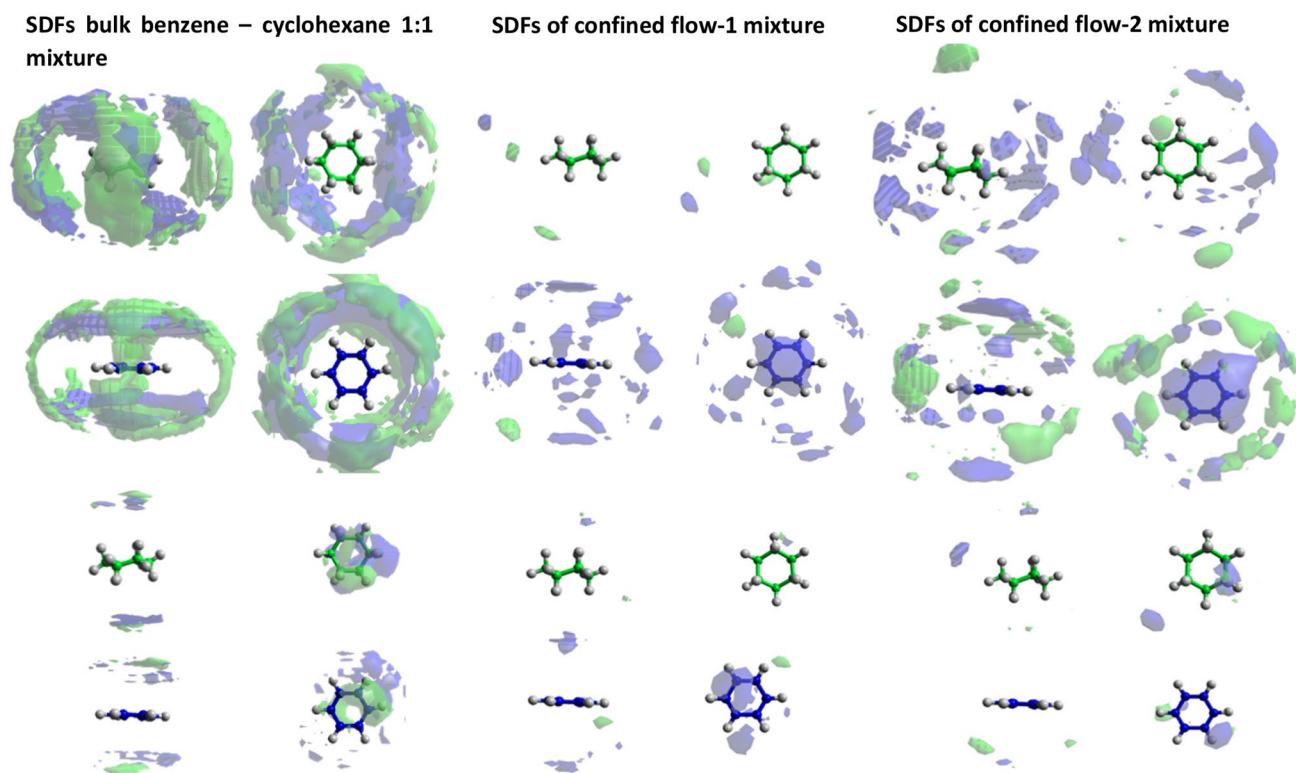 SDFs bulk benzene – cyclohexane 1:1
mixture
SDFs of confined flow-1 mixture
SDFs of confined flow-2 mixture